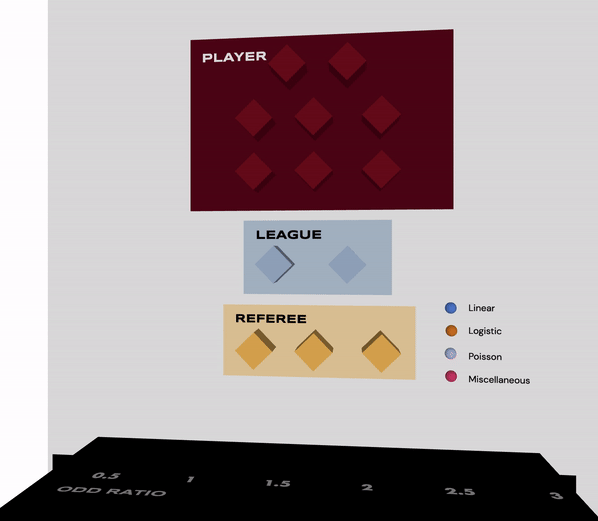 PLAYER
LEAGUE
REFEREE
Linear
Logistic
Poisson
Miscellaneous
0.5 1 1.5 2 2.5 3
ODD RATIO